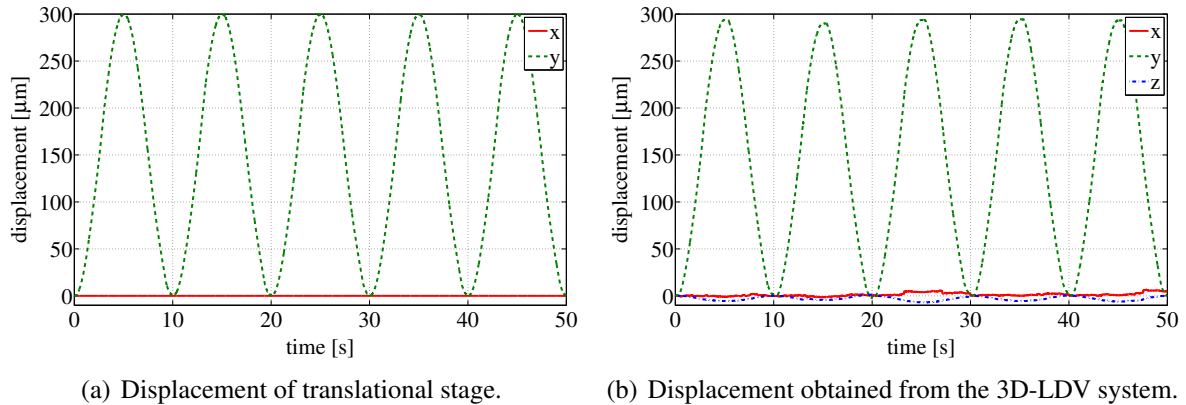 300
250
200
150
100
50
0
displacement [μm]
0 10 20 30 40 50
time [s]
x
y
(a) Displacement of translational stage.
300
250
200
150
100
50
0
displacement [μm]
0 10 20 30 40 50
time [s]
x
y
z
(b) Displacement obtained from the 3D-LDV system.